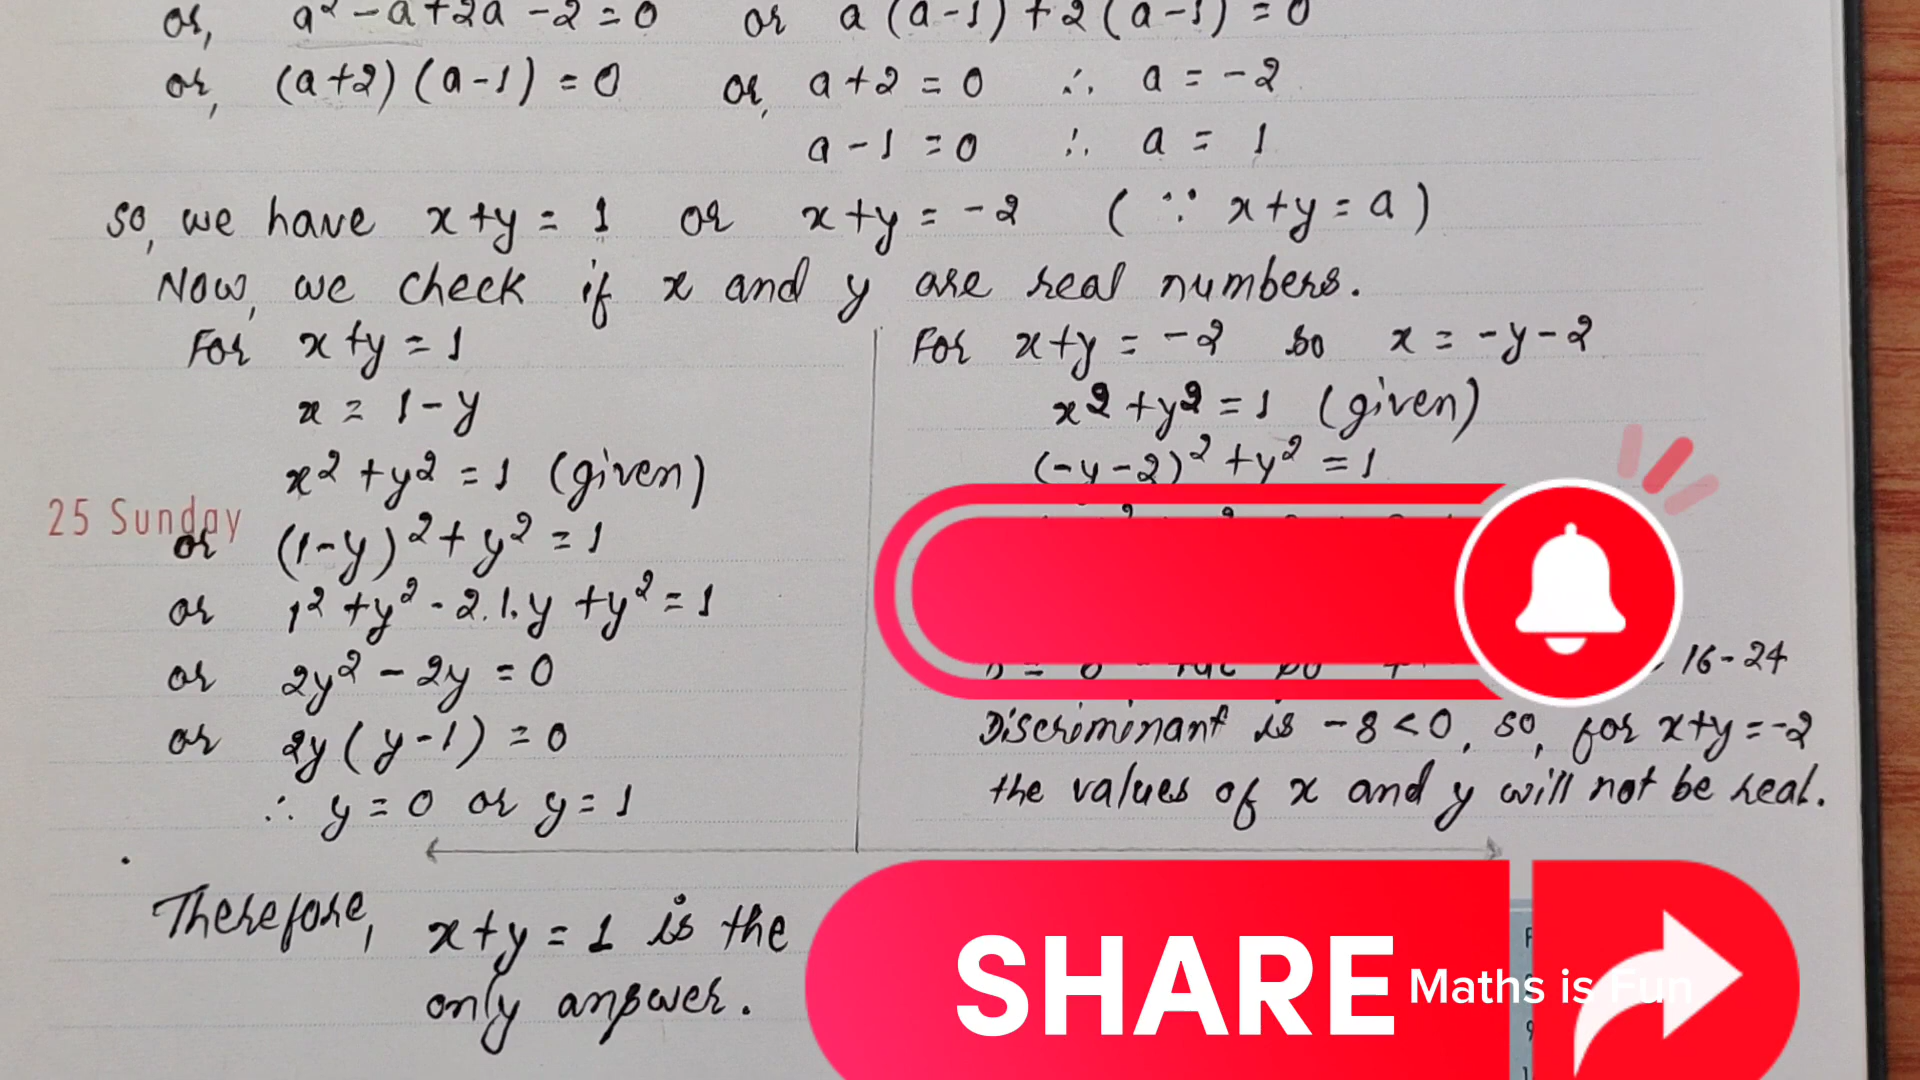 or, a² - a + 2a - 2 = 0 or a (a-1) + 2 (a-1) = 0
or, (a+2) (a-1) = 0 or, a + 2 = 0 ∴ a = -2
a - 1 = 0 ∴ a = 1
So, we have x+y = 1 or x+y = -2 ( ∵ x+y = a )
Now, we check if x and y are real numbers.
For x+y = 1
x = 1-y
x² + y² = 1 (given)
25 Sunday
or (1-y)² + y² = 1
or 1² + y² - 2.1.y + y² = 1
or 2y² - 2y = 0
or 2y (y-1) = 0
∴ y = 0 or y = 1
For x+y = -2 so x = -y-2
x² + y² = 1 (given)
(-y-2)² + y² = 1
16-24
Discriminant is -8 < 0, so, for x+y = -2
the values of x and y will not be real.
Therefore, x+y = 1 is the
only answer.
SHARE
Maths is Fun